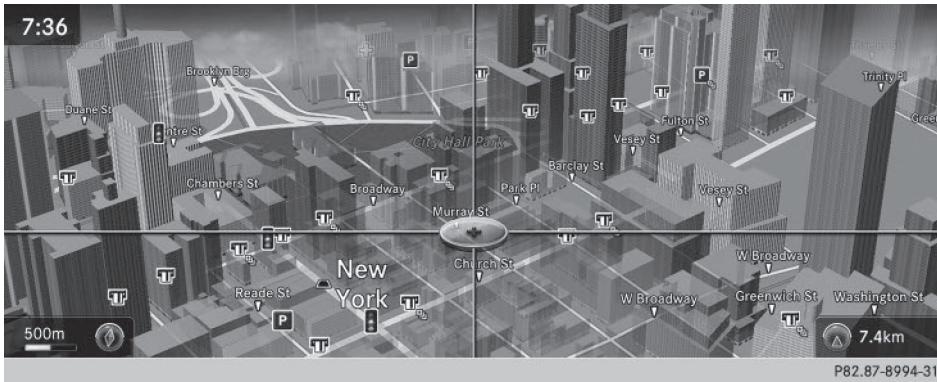 7:36
Brooklyn Brg
P
Trinity Pl
P
Duane St
Fulton St
ntre St
City Hall Park
Vesey St
Barclay St
Chambers St
Broadway
Park Pl
Vesey St
Murray St
Church St
W Broadway
New
York
Reade St
W Broadway
Greenwich St
Washington St
P
500m
7.4km
P82.87-8994-31